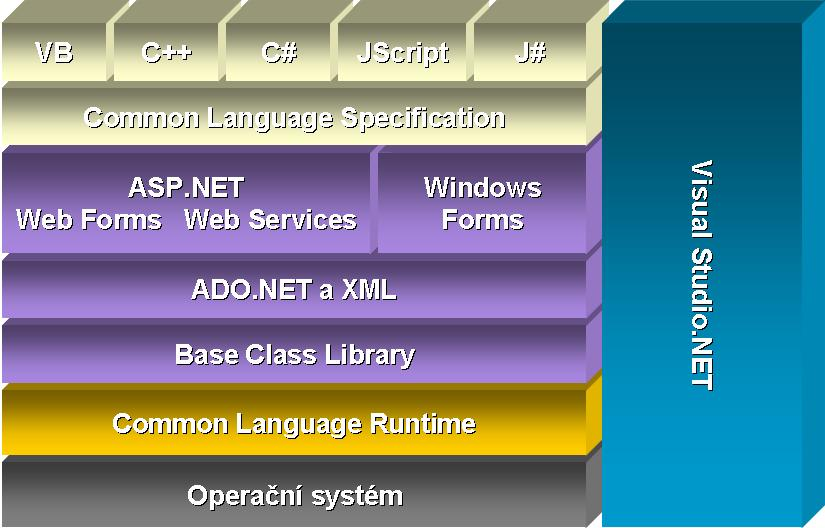 VB C++ C# JScript J#
Common Language Specification
ASP.NET
Web Forms Web Services
Windows
Forms
ADO.NET a XML
Base Class Library
Common Language Runtime
Operační systém
Visual Studio.NET